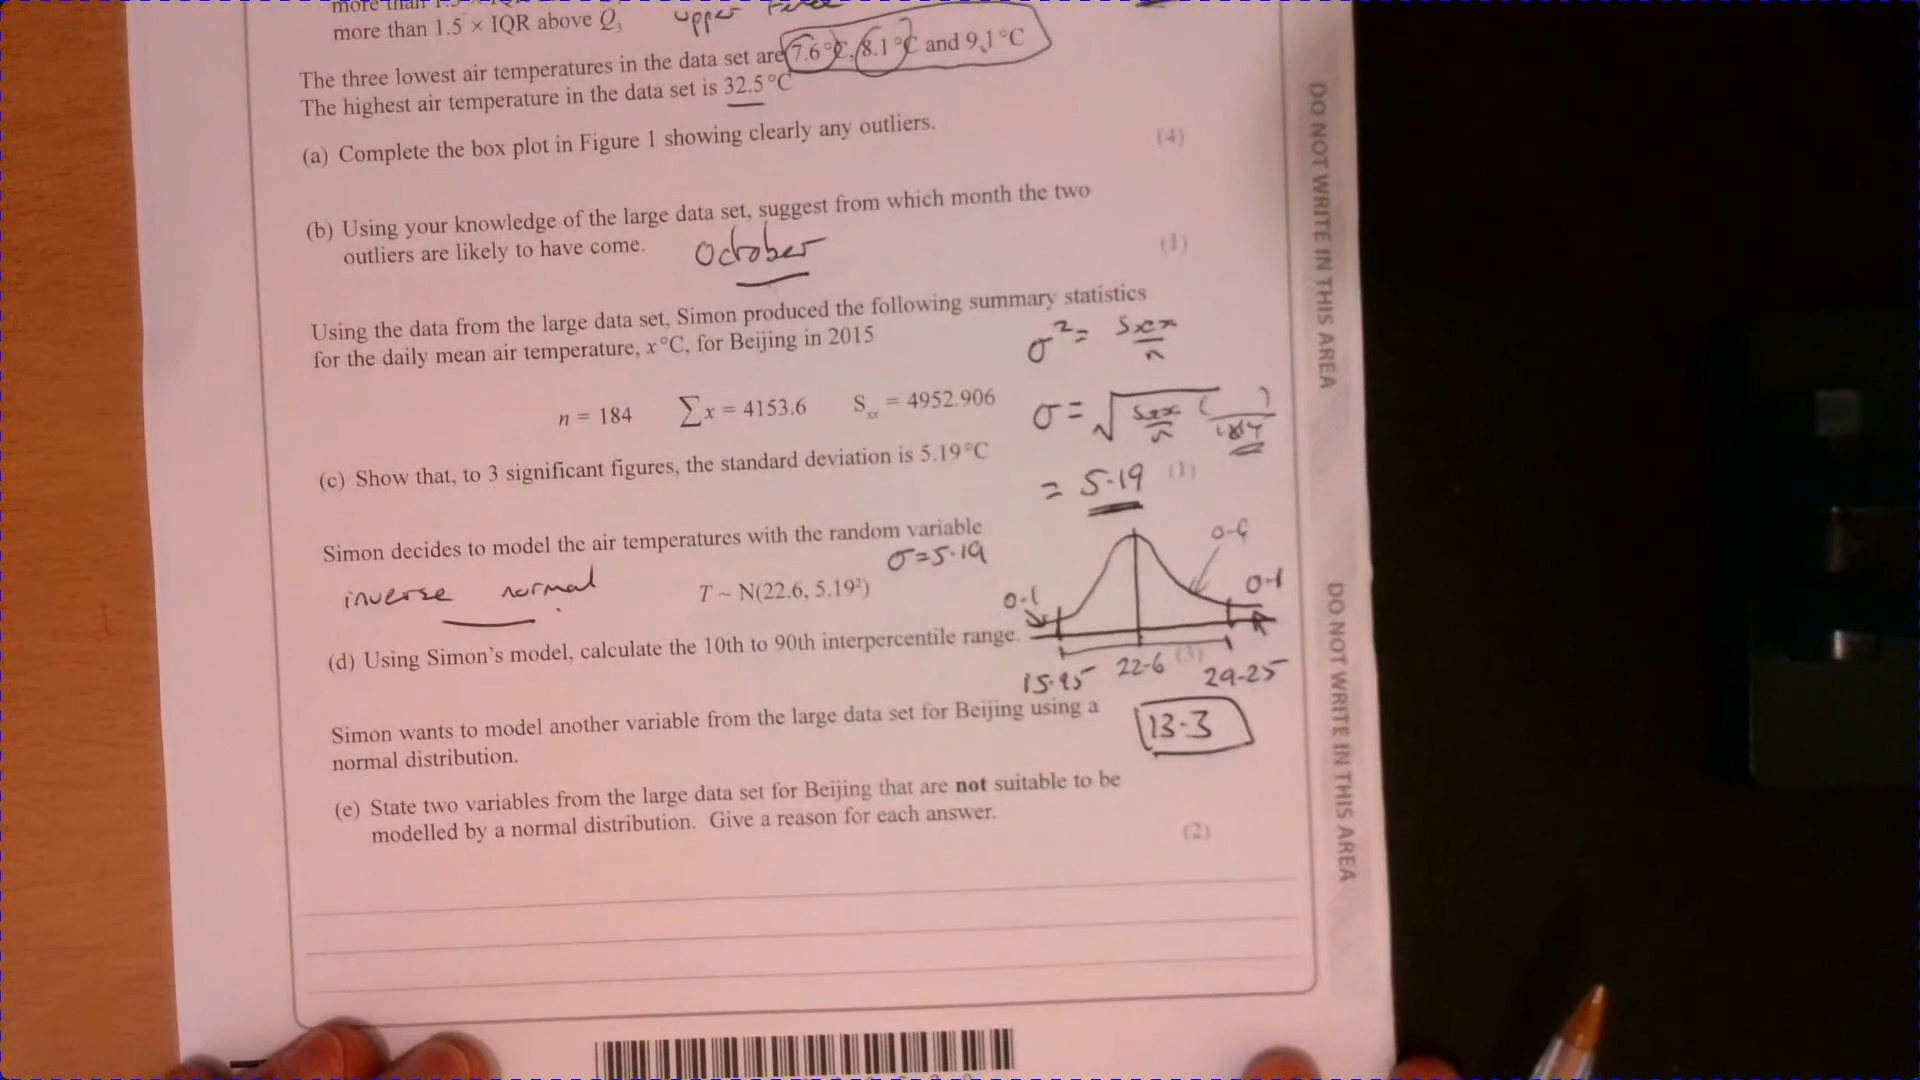 more than 1.5 × IQR above Q₃ upper
The three lowest air temperatures in the data set are 7.6 °C, 8.1 °C and 9.1 °C
The highest air temperature in the data set is 32.5 °C
(a) Complete the box plot in Figure 1 showing clearly any outliers.
(4)
(b) Using your knowledge of the large data set, suggest from which month the two
outliers are likely to have come. October
(1)
Using the data from the large data set, Simon produced the following summary statistics
for the daily mean air temperature, x °C, for Beijing in 2015
σ² = Sxx/n
n = 184 ∑x = 4153.6 Sxx = 4952.906
σ = √ Sxx/n ( )/184
(c) Show that, to 3 significant figures, the standard deviation is 5.19 °C
= 5.19 (1)
Simon decides to model the air temperatures with the random variable
σ = 5.19
inverse normal
T ~ N(22.6, 5.19²)
0.1
0.1
(d) Using Simon's model, calculate the 10th to 90th interpercentile range.
(3)
15.95 22.6 29.25
Simon wants to model another variable from the large data set for Beijing using a
normal distribution.
13.3
(e) State two variables from the large data set for Beijing that are not suitable to be
modelled by a normal distribution. Give a reason for each answer.
(2)
DO NOT WRITE IN THIS AREA
DO NOT WRITE IN THIS AREA